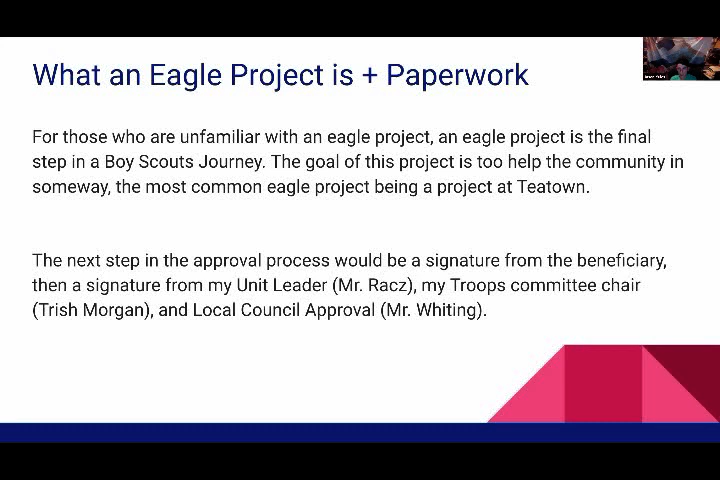 What an Eagle Project is + Paperwork
For those who are unfamiliar with an eagle project, an eagle project is the final
step in a Boy Scouts Journey. The goal of this project is too help the community in
someway, the most common eagle project being a project at Teatown.
The next step in the approval process would be a signature from the beneficiary,
then a signature from my Unit Leader (Mr. Racz), my Troops committee chair
(Trish Morgan), and Local Council Approval (Mr. Whiting).